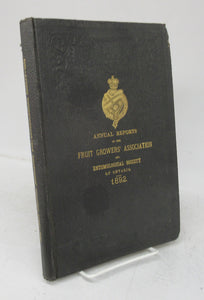 ANNUAL REPORTS
OF THE
FRUIT GROWERS' ASSOCIATION
AND
ENTOMOLOGICAL SOCIETY
OF ONTARIO
1892